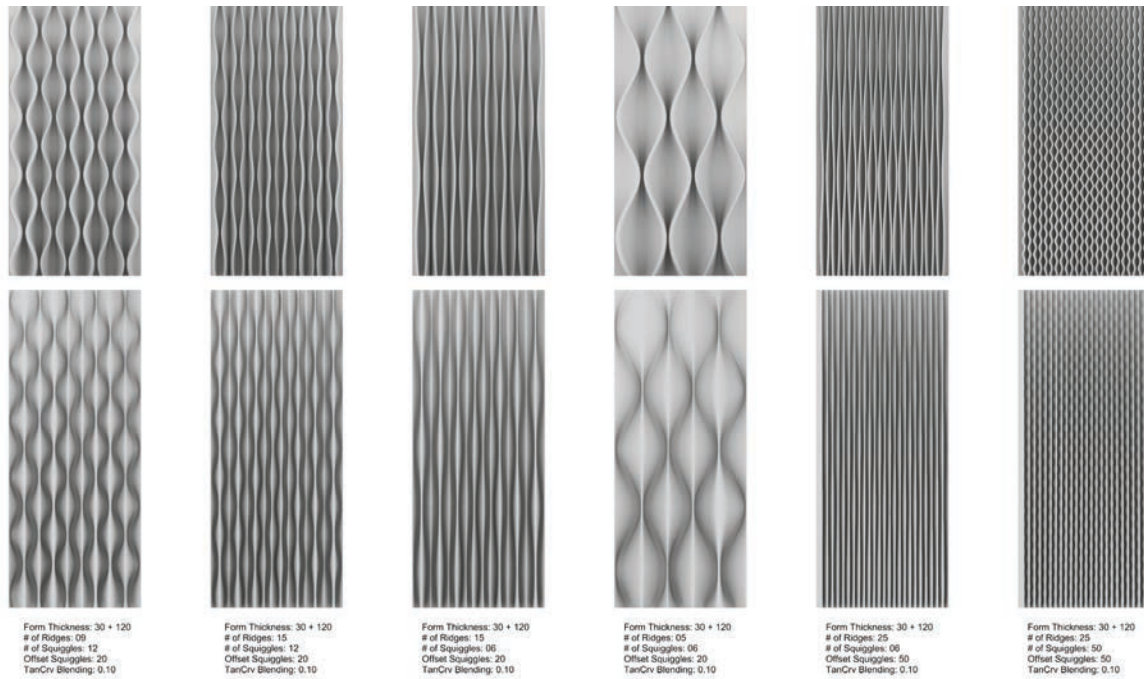 Form Thickness: 30 + 120
# of Ridges: 09
# of Squiggles: 12
Offset Squiggles: 20
TanCrv Blending: 0.10
Form Thickness: 30 + 120
# of Ridges: 15
# of Squiggles: 12
Offset Squiggles: 20
TanCrv Blending: 0.10
Form Thickness: 30 + 120
# of Ridges: 15
# of Squiggles: 06
Offset Squiggles: 20
TanCrv Blending: 0.10
Form Thickness: 30 + 120
# of Ridges: 05
# of Squiggles: 06
Offset Squiggles: 20
TanCrv Blending: 0.10
Form Thickness: 30 + 120
# of Ridges: 25
# of Squiggles: 06
Offset Squiggles: 50
TanCrv Blending: 0.10
Form Thickness: 30 + 120
# of Ridges: 25
# of Squiggles: 50
Offset Squiggles: 50
TanCrv Blending: 0.10